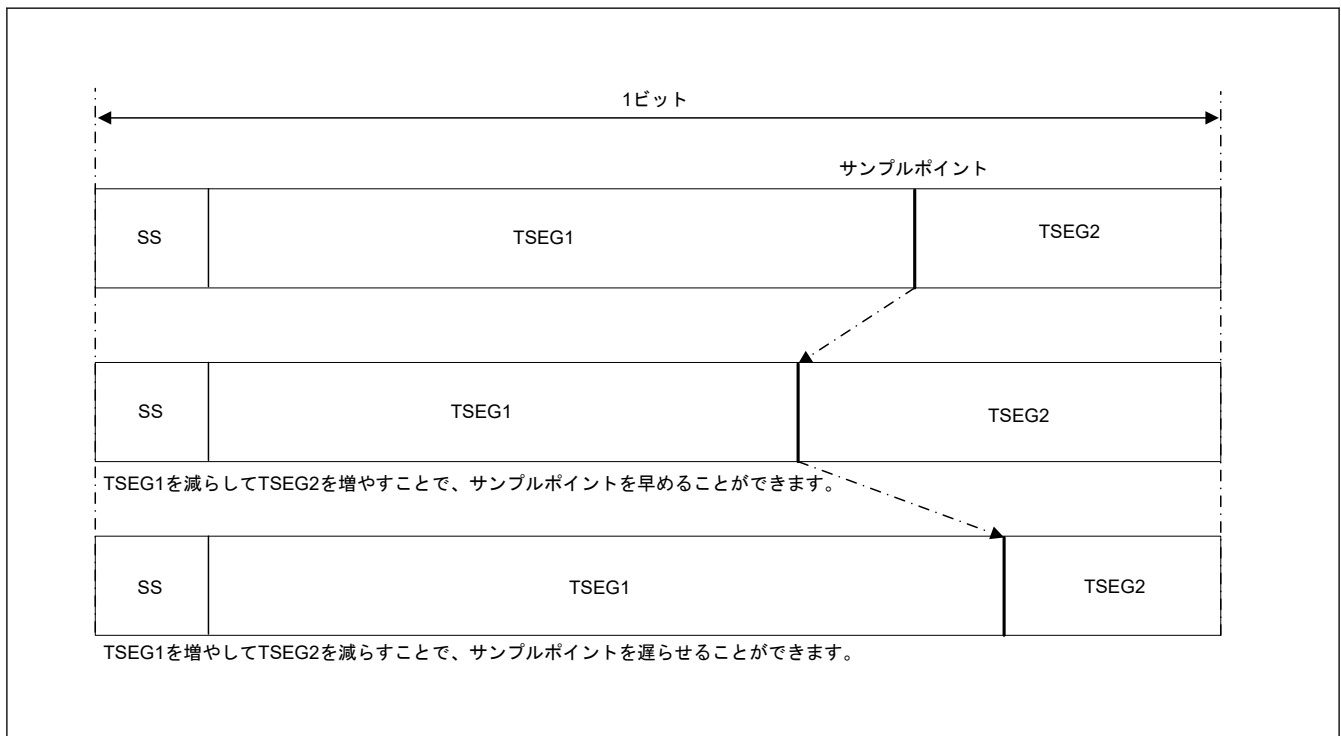 1ビット
サンプルポイント
SS
TSEG1
TSEG2
SS
TSEG1
TSEG2
TSEG1を減らしてTSEG2を増やすことで、サンプルポイントを早めることができます。
SS
TSEG1
TSEG2
TSEG1を増やしてTSEG2を減らすことで、サンプルポイントを遅らせることができます。